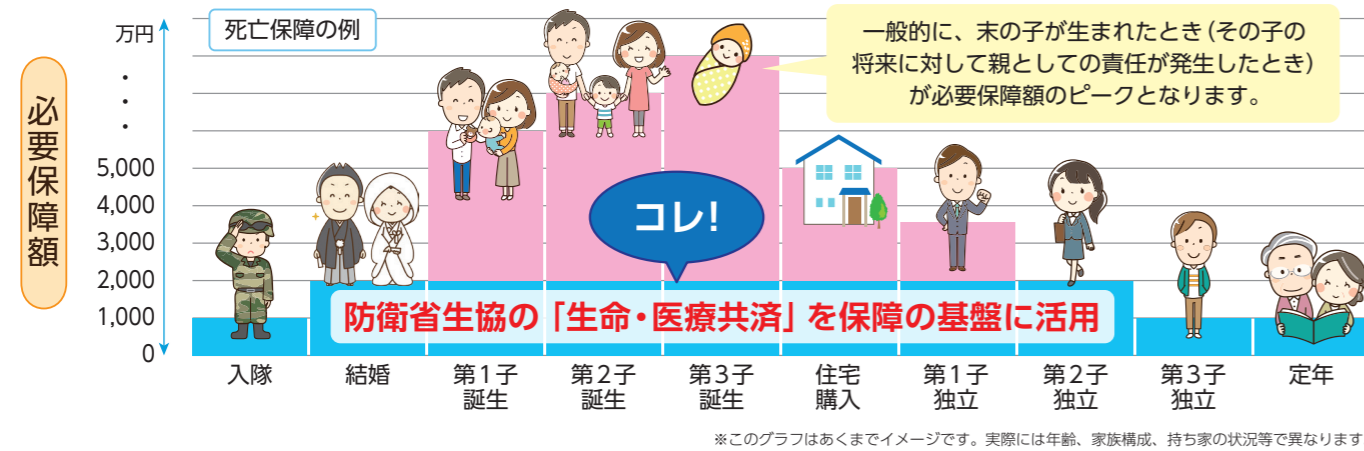 死亡保障の例
一般的に、末の子が生まれたとき（その子の
将来に対して親としての責任が発生したとき）
が必要保障額のピークとなります。
必要保障額
万円
・
・
・
5,000
4,000
3,000
2,000
1,000
0
コレ！
防衛省生協の「生命・医療共済」を保障の基盤に活用
入隊
結婚
第1子
誕生
第2子
誕生
第3子
誕生
住宅
購入
第1子
独立
第2子
独立
第3子
独立
定年
※このグラフはあくまでイメージです。実際には年齢、家族構成、持ち家の状況等で異なります